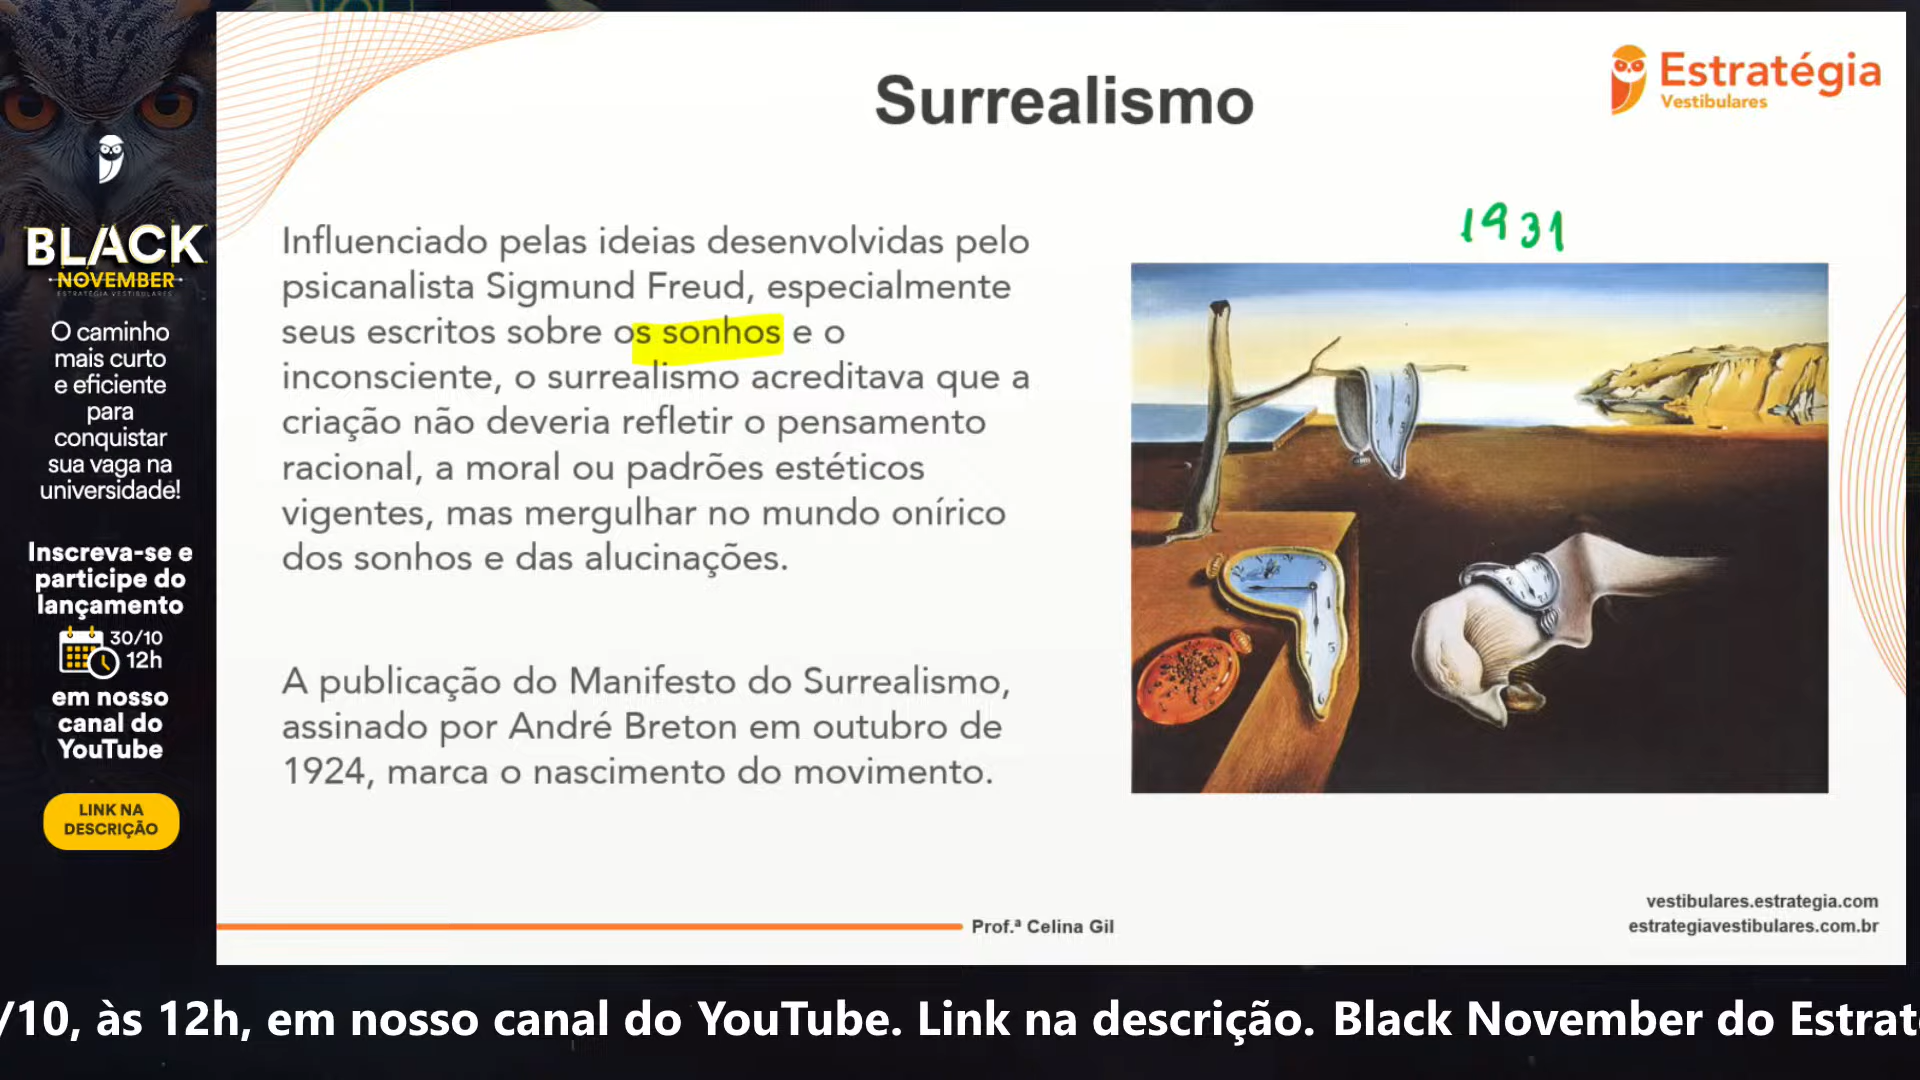 BLACK
NOVEMBER
ESTRATÉGIA VESTIBULARES
O caminho
mais curto
e eficiente
para
conquistar
sua vaga na
universidade!
Inscreva-se e
participe do
lançamento
30/10
12h
em nosso
canal do
YouTube
LINK NA
DESCRIÇÃO
Surrealismo
Estratégia
Vestibulares
Influenciado pelas ideias desenvolvidas pelo
psicanalista Sigmund Freud, especialmente
seus escritos sobre os sonhos e o
inconsciente, o surrealismo acreditava que a
criação não deveria refletir o pensamento
racional, a moral ou padrões estéticos
vigentes, mas mergulhar no mundo onírico
dos sonhos e das alucinações.
A publicação do Manifesto do Surrealismo,
assinado por André Breton em outubro de
1924, marca o nascimento do movimento.
1931
Prof.ª Celina Gil
vestibulares.estrategia.com
estrategiavestibulares.com.br
/10, às 12h, em nosso canal do YouTube. Link na descrição. Black November do Estrat